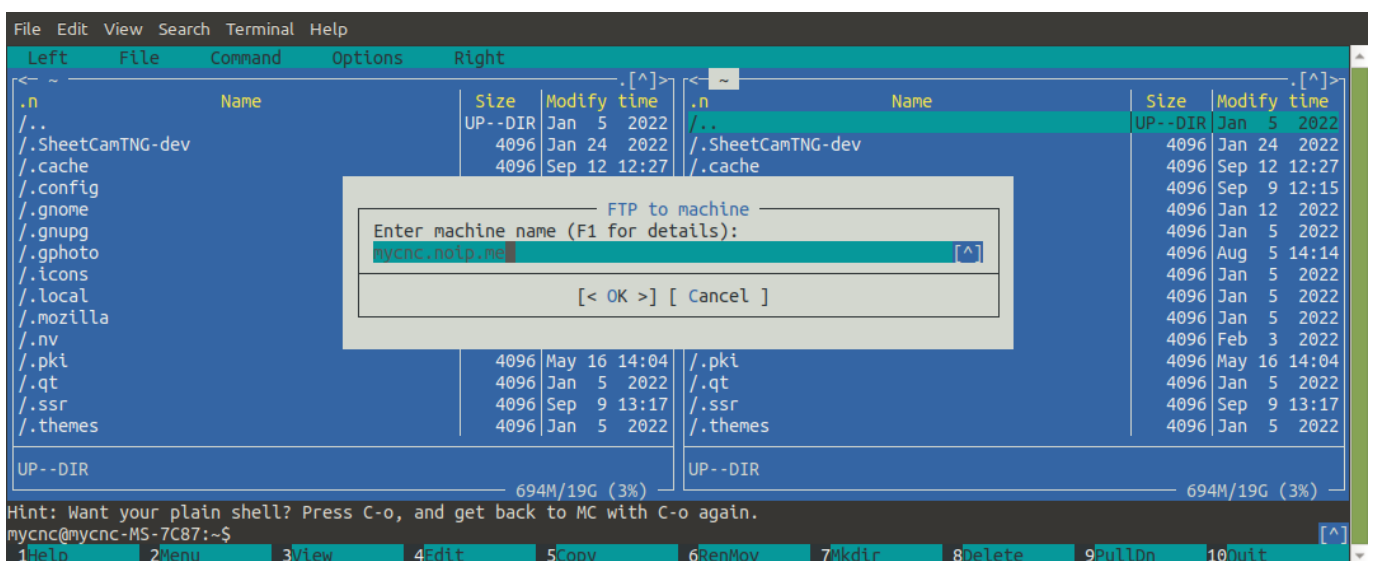 File Edit View Search Terminal Help
Left File Command Options Right
<─ ~ .[^]> <─ ~ .[^]>
.n Name Size Modify time .n Name Size Modify time
/.. UP--DIR Jan 5 2022 /.. UP--DIR Jan 5 2022
/.SheetCamTNG-dev 4096 Jan 24 2022 /.SheetCamTNG-dev 4096 Jan 24 2022
/.cache 4096 Sep 12 12:27 /.cache 4096 Sep 12 12:27
/.config 4096 Sep 9 12:15
/.gnome FTP to machine 4096 Jan 12 2022
/.gnupg Enter machine name (F1 for details): 4096 Jan 5 2022
/.gphoto mycnc.noip.me [^] 4096 Aug 5 14:14
/.icons 4096 Jan 5 2022
/.local [< OK >] [ Cancel ] 4096 Jan 5 2022
/.mozilla 4096 Jan 5 2022
/.nv 4096 Feb 3 2022
/.pki 4096 May 16 14:04 /.pki 4096 May 16 14:04
/.qt 4096 Jan 5 2022 /.qt 4096 Jan 5 2022
/.ssr 4096 Sep 9 13:17 /.ssr 4096 Sep 9 13:17
/.themes 4096 Jan 5 2022 /.themes 4096 Jan 5 2022
UP--DIR UP--DIR
694M/19G (3%) 694M/19G (3%)
Hint: Want your plain shell? Press C-o, and get back to MC with C-o again.
mycnc@mycnc-MS-7C87:~$ [^]
1Help 2Menu 3View 4Edit 5Copy 6RenMov 7Mkdir 8Delete 9PullDn 10Quit